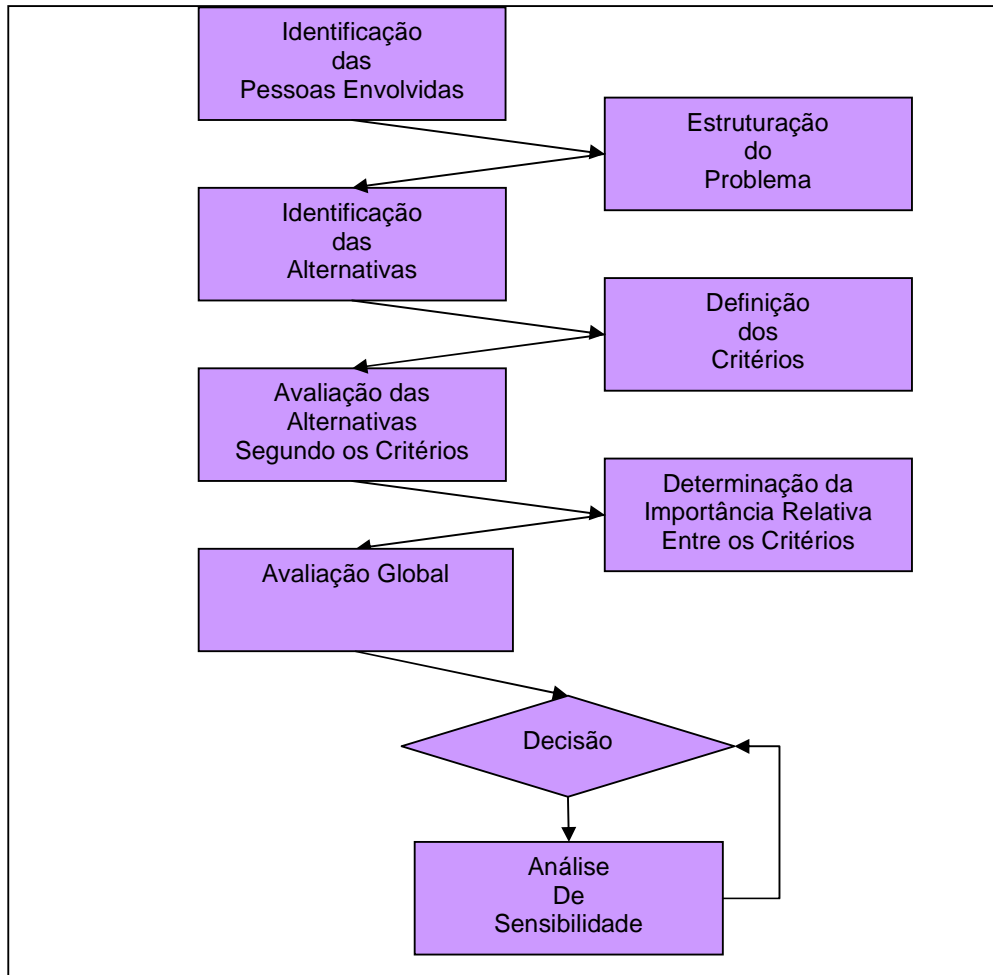 Identificação
das
Pessoas Envolvidas
Estruturação
do
Problema
Identificação
das
Alternativas
Definição
dos
Critérios
Avaliação das
Alternativas
Segundo os Critérios
Determinação da
Importância Relativa
Entre os Critérios
Avaliação Global
Decisão
Análise
De
Sensibilidade